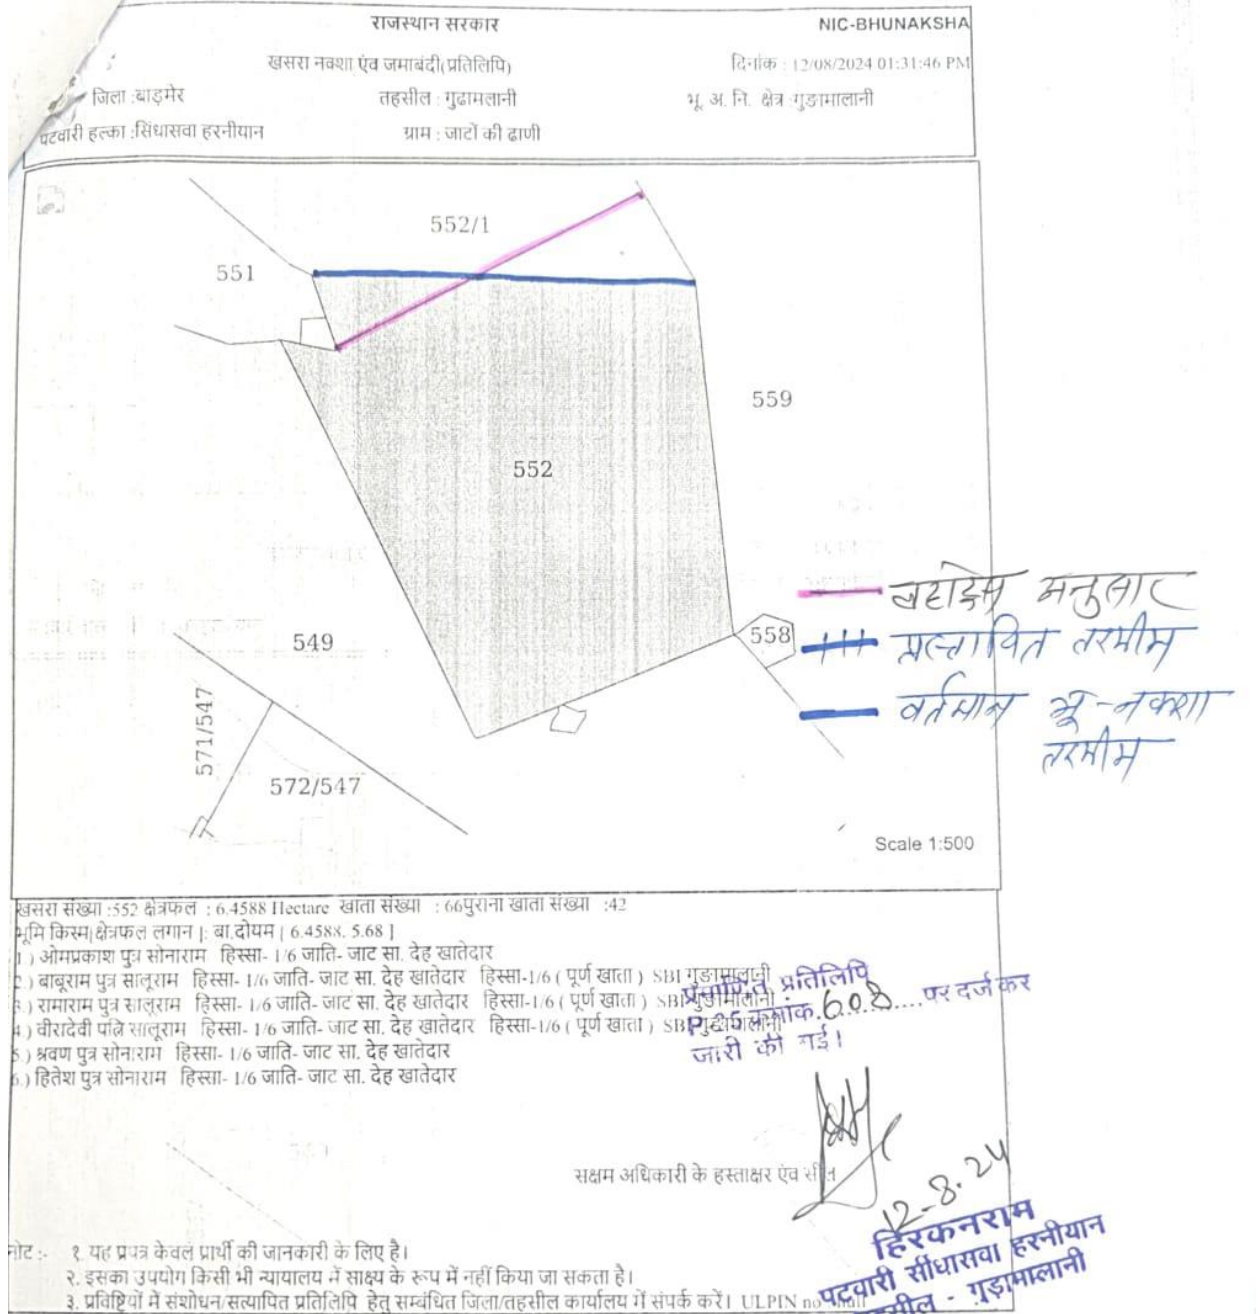 राजस्थान सरकार
NIC-BHUNAKSHA
खसरा नक्शा एंव जमाबंदी(प्रतिलिपि)
दिनांक : 12/08/2024 01:31:46 PM
जिला :बाड़मेर
तहसील : गुढामलानी
भू. अ. नि. क्षेत्र :गुडामालानी
पटवारी हल्का :सिंधासवा हरनीयान
ग्राम : जाटों की ढाणी
552/1
551
559
552
549
558
571/547
572/547
अनुसार
प्रस्तावित तरमीम
वर्तमान भू-नक्शा
तरमीम
Scale 1:500
खसरा संख्या :552 क्षेत्रफल : 6.4588 Hectare खाता संख्या : 66पुराना खाता संख्या :42
भूमि किस्म|क्षेत्रफल लगान |: बा.दोयम [ 6.4588. 5.68 ]
1 ) ओमप्रकाश पुत्र सोनाराम हिस्सा- 1/6 जाति- जाट सा. देह खातेदार
2.) बाबूराम पुत्र सालूराम हिस्सा- 1/6 जाति- जाट सा. देह खातेदार हिस्सा-1/6 ( पूर्ण खाता ) SBI गुडामालानी
3.) रामाराम पुत्र सालूराम हिस्सा- 1/6 जाति- जाट सा. देह खातेदार हिस्सा-1/6 ( पूर्ण खाता ) SBI गुडामालानी
4.) वीरादेवी पत्नि सालूराम हिस्सा- 1/6 जाति- जाट सा. देह खातेदार हिस्सा-1/6 ( पूर्ण खाता ) SBI गुडामालानी
5.) श्रवण पुत्र सोनाराम हिस्सा- 1/6 जाति- जाट सा. देह खातेदार
6.) हितेश पुत्र सोनाराम हिस्सा- 1/6 जाति- जाट सा. देह खातेदार
प्रमाणित प्रतिलिपि
P-35 क्रमांक.608.....पर दर्ज कर
जारी की गई।
सक्षम अधिकारी के हस्ताक्षर एंव सील
12-8-24
हिरकनराम
पटवारी सीधासवा हरनीयान
तहसील - गुड़ामालानी
नोट :- १. यह प्रपत्र केवल प्रार्थी की जानकारी के लिए है।
२. इसका उपयोग किसी भी न्यायालय में साक्ष्य के रूप में नहीं किया जा सकता है।
३. प्रविष्टियों में संशोधन/सत्यापित प्रतिलिपि हेतु सम्बंधित जिला/तहसील कार्यालय में संपर्क करें। ULPIN no